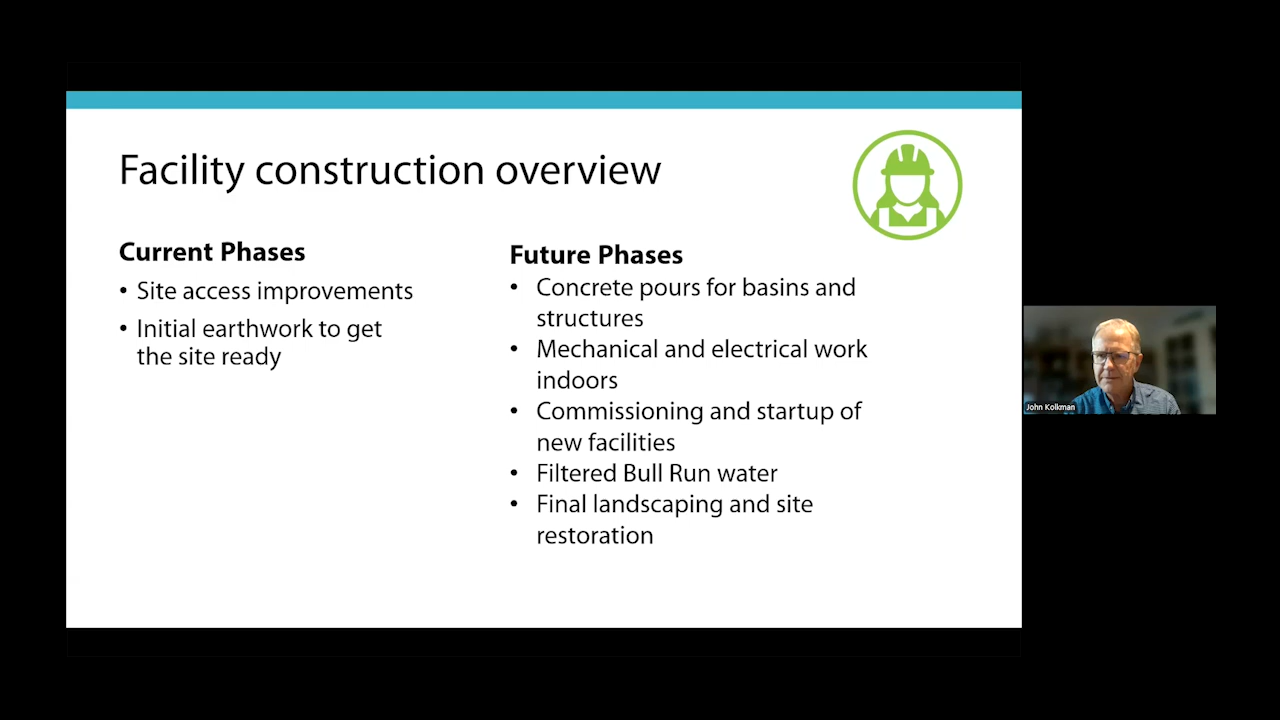 Facility construction overview
Current Phases
• Site access improvements
• Initial earthwork to get
the site ready
Future Phases
• Concrete pours for basins and
structures
• Mechanical and electrical work
indoors
• Commissioning and startup of
new facilities
• Filtered Bull Run water
• Final landscaping and site
restoration
John Kolkman